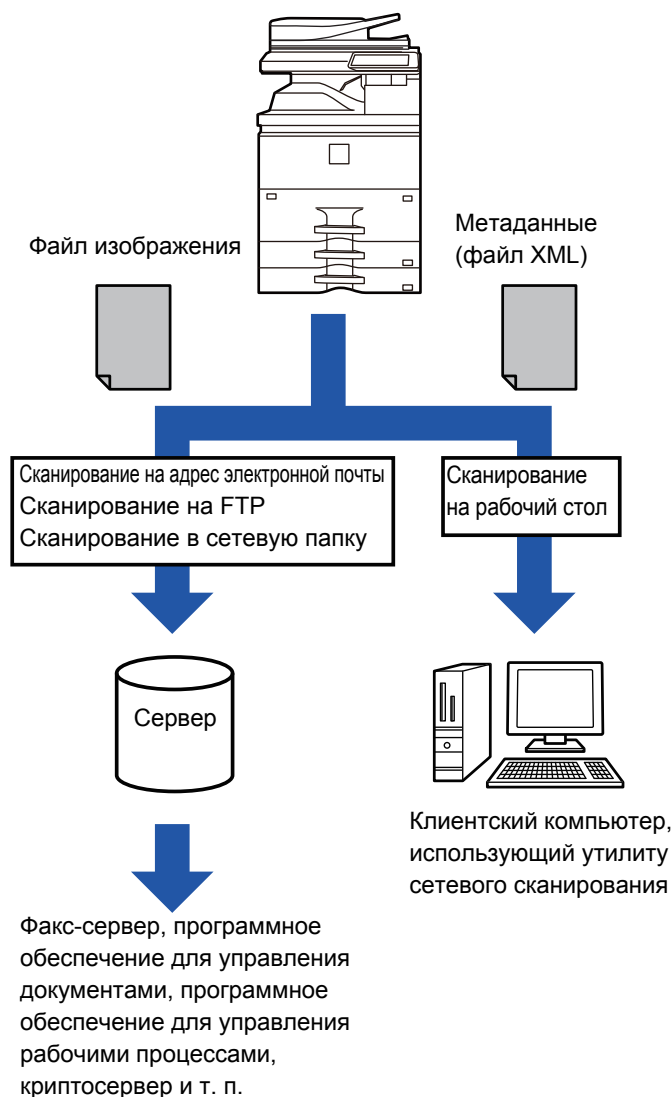 Файл изображения
Метаданные
(файл XML)
Сканирование на адрес электронной почты
Сканирование на FTP
Сканирование в сетевую папку
Сканирование
на рабочий стол
Сервер
Клиентский компьютер,
использующий утилиту
сетевого сканирования
Факс-сервер, программное
обеспечение для управления
документами, программное
обеспечение для управления
рабочими процессами,
криптосервер и т. п.